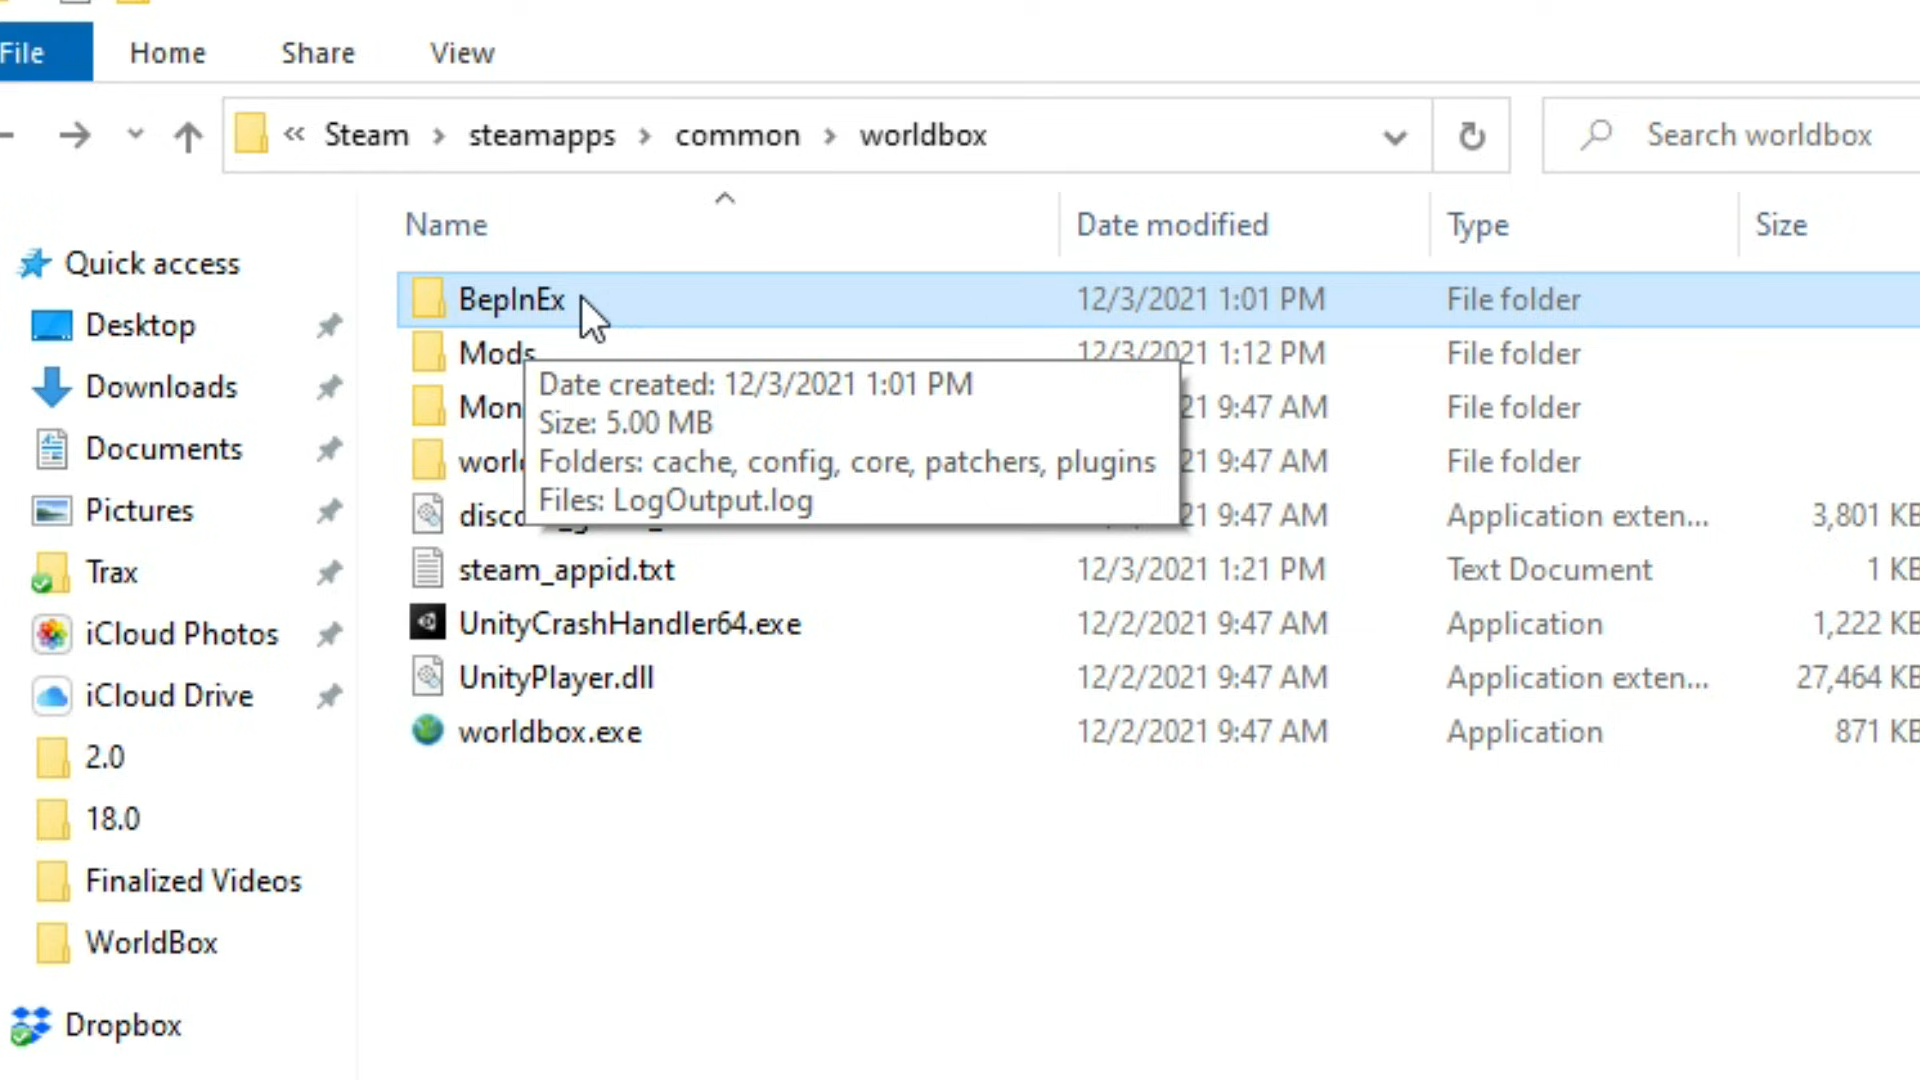 File Home Share View
« Steam > steamapps > common > worldbox Search worldbox
Name Date modified Type Size
Quick access
Desktop
Downloads
Documents
Pictures
Trax
iCloud Photos
iCloud Drive
2.0
18.0
Finalized Videos
WorldBox
Dropbox
BepInEx 12/3/2021 1:01 PM File folder
Mods 12/3/2021 1:12 PM File folder
Mon 21 9:47 AM File folder
worl 21 9:47 AM File folder
disco 21 9:47 AM Application exten... 3,801 KB
steam_appid.txt 12/3/2021 1:21 PM Text Document 1 KB
UnityCrashHandler64.exe 12/2/2021 9:47 AM Application 1,222 KB
UnityPlayer.dll 12/2/2021 9:47 AM Application exten... 27,464 KB
worldbox.exe 12/2/2021 9:47 AM Application 871 KB
Date created: 12/3/2021 1:01 PM
Size: 5.00 MB
Folders: cache, config, core, patchers, plugins
Files: LogOutput.log